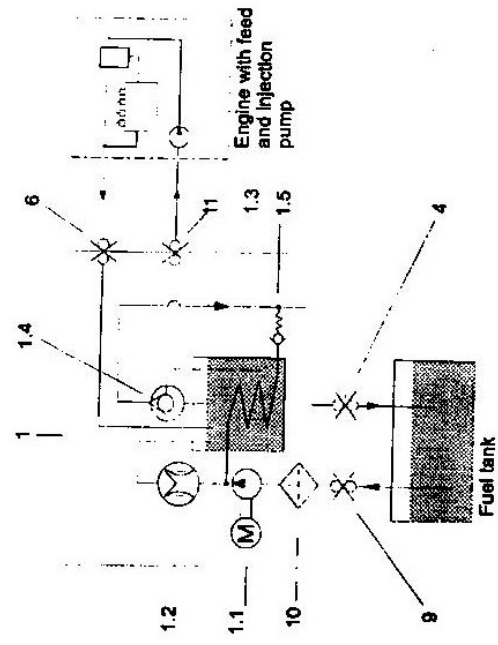 Engine with feed
and injection
pump
6
11
1.3
1.5
4
1.4
1
1.2
1.1
M
10
9
Fuel tank